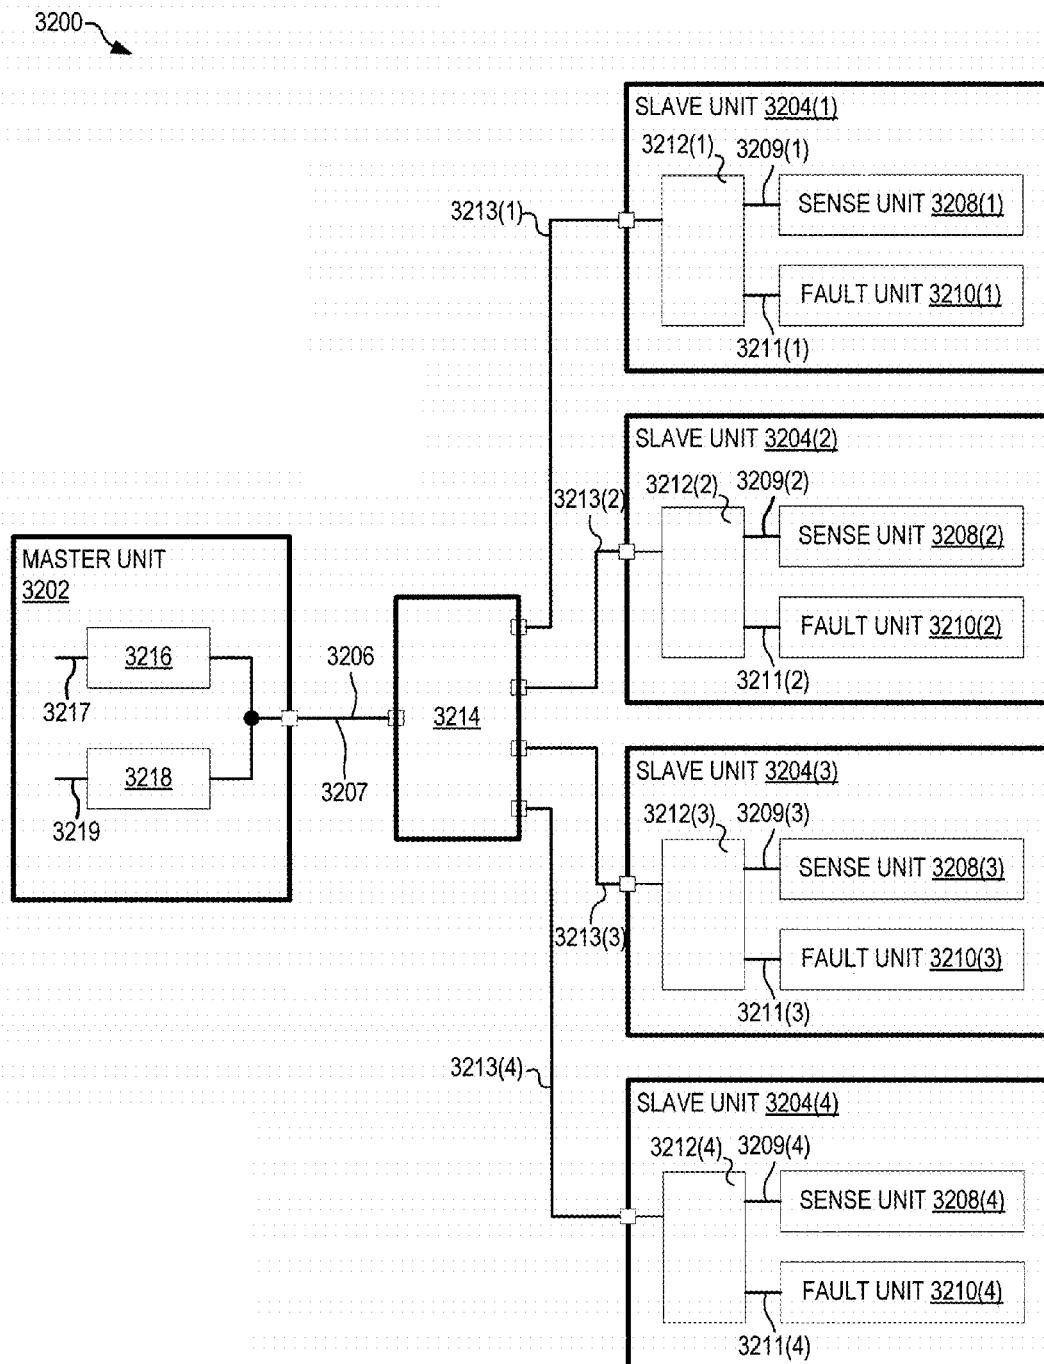 3200
SLAVE UNIT 3204(1)
3212(1)
3209(1)
SENSE UNIT 3208(1)
3213(1)
FAULT UNIT 3210(1)
3211(1)
SLAVE UNIT 3204(2)
3212(2)
3209(2)
3213(2)
SENSE UNIT 3208(2)
FAULT UNIT 3210(2)
3211(2)
MASTER UNIT
3202
3216
3217
3218
3219
3206
3207
3214
SLAVE UNIT 3204(3)
3212(3)
3209(3)
SENSE UNIT 3208(3)
3213(3)
FAULT UNIT 3210(3)
3211(3)
3213(4)
SLAVE UNIT 3204(4)
3212(4)
3209(4)
SENSE UNIT 3208(4)
FAULT UNIT 3210(4)
3211(4)